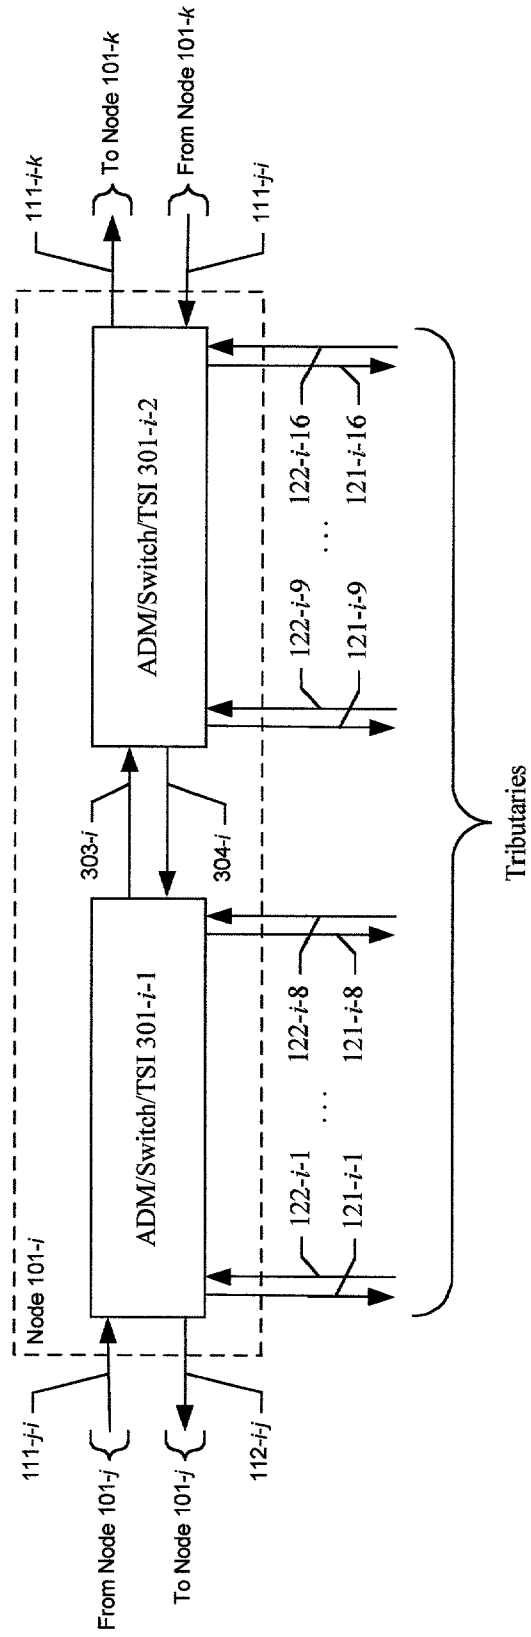 Node 101-i
111-j-i
From Node 101-j
To Node 101-j
112-i-j
ADM/Switch/TSI 301-i-1
303-i
304-i
ADM/Switch/TSI 301-i-2
111-i-k
To Node 101-k
From Node 101-k
111-j-i
122-i-1
...
122-i-8
122-i-9
...
122-i-16
121-i-1
121-i-8
121-i-9
121-i-16
Tributaries